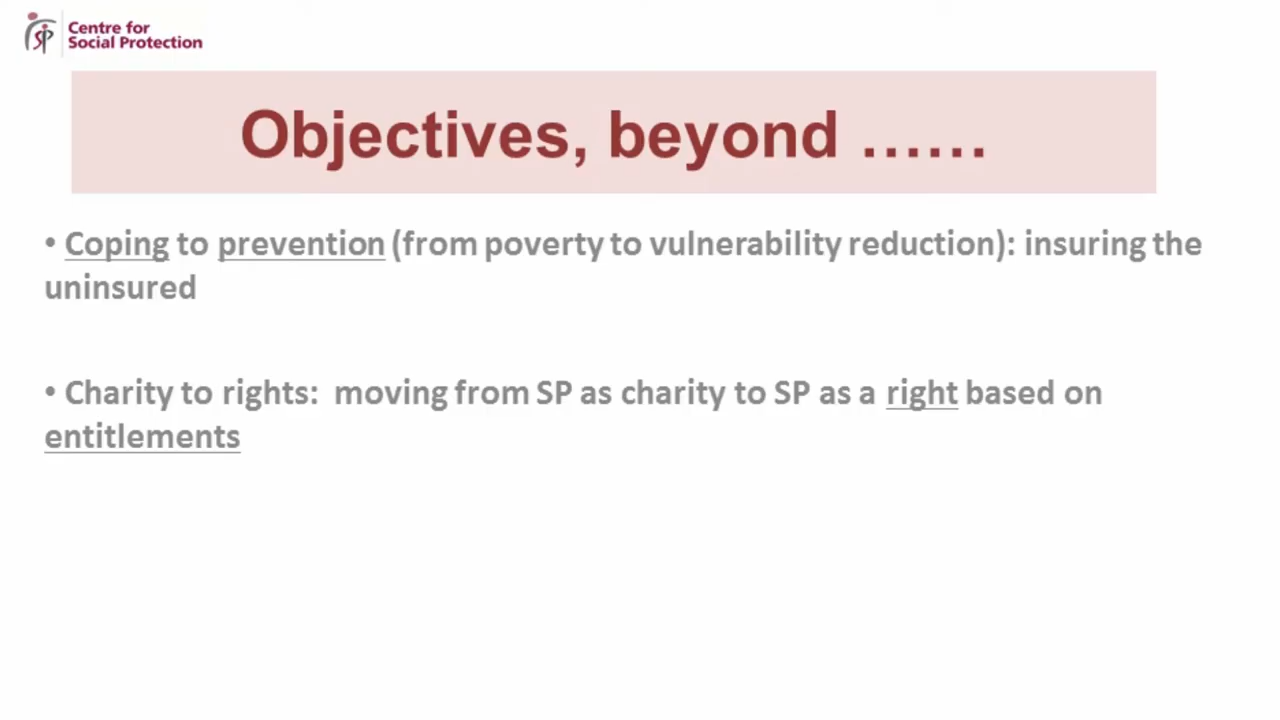 SP
Centre for
Social Protection
Objectives, beyond ……
• Coping to prevention (from poverty to vulnerability reduction): insuring the
uninsured
• Charity to rights:  moving from SP as charity to SP as a right based on
entitlements